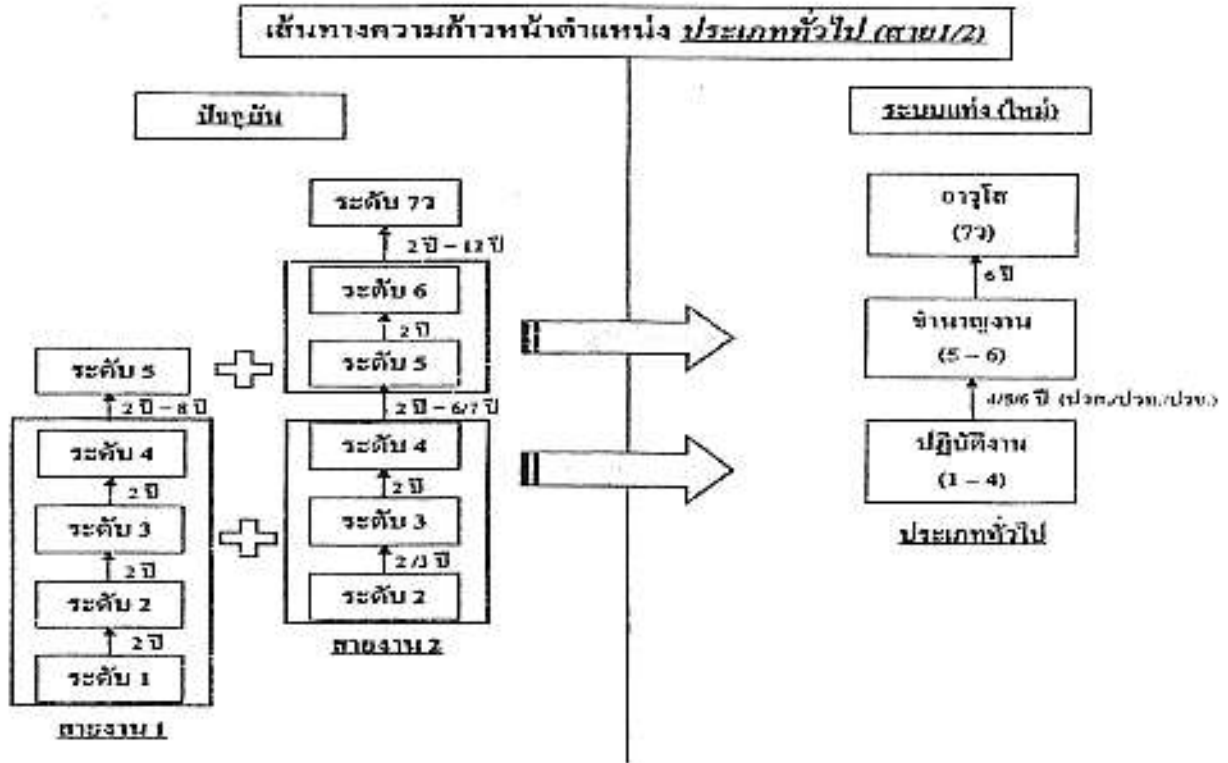 เส้นทางความก้าวหน้าตำแหน่ง ประเภททั่วไป (สาย1/2)
ปัจจุบัน
ระดับ 7ว
2 ปี – 12 ปี
ระดับ 6
2 ปี
ระดับ 5
ระดับ 5
2 ปี – 8 ปี
2 ปี – 6/7 ปี
ระดับ 4
2 ปี
ระดับ 3
2 ปี
ระดับ 2
2 ปี
ระดับ 1
สายงาน 1
ระดับ 4
2 ปี
ระดับ 3
2 /3 ปี
ระดับ 2
สายงาน 2
ระบบแท่ง (ใหม่)
อาวุโส
(7ว)
6 ปี
ชำนาญงาน
(5 – 6)
4/5/6 ปี (ปวส./ปวท./ปวช.)
ปฏิบัติงาน
(1 – 4)
ประเภททั่วไป